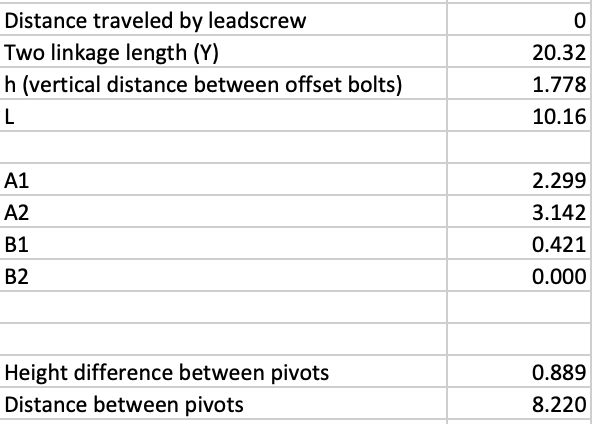 Distance traveled by leadscrew 0
Two linkage length (Y) 20.32
h (vertical distance between offset bolts) 1.778
L 10.16
A1 2.299
A2 3.142
B1 0.421
B2 0.000
Height difference between pivots 0.889
Distance between pivots 8.220